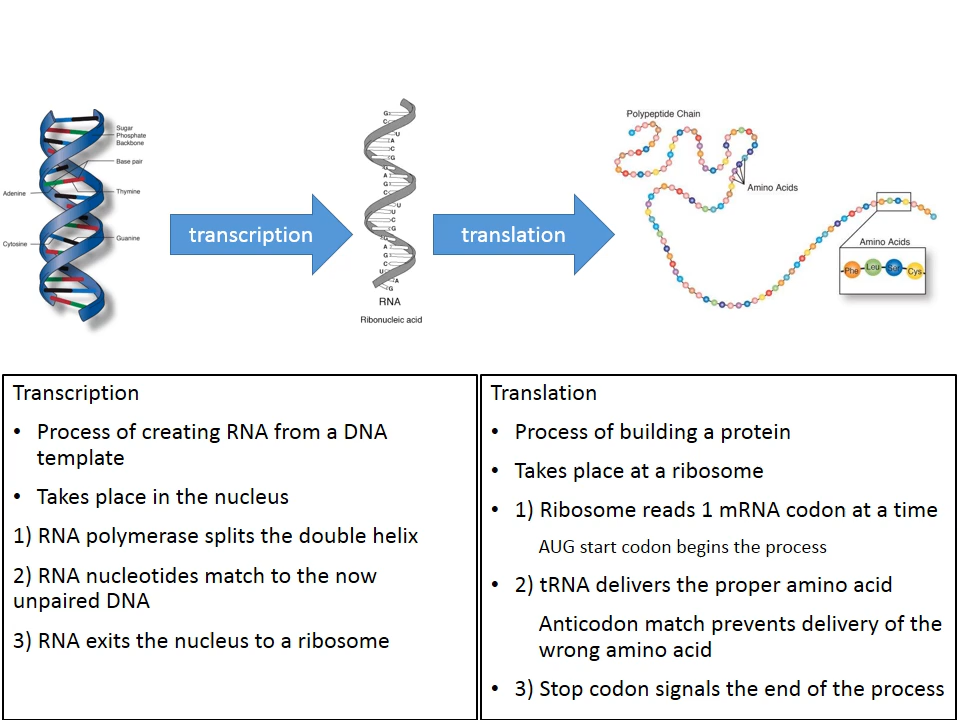 Sugar
Phosphate
Backbone
Base pair
Adenine
Thymine
Cytosine
Guanine
transcription
G
C
U
A
C
G
G
A
G
C
U
U
C
G
G
A
G
C
U
A
G
RNA
Ribonucleic acid
translation
Polypeptide Chain
Amino Acids
Amino Acids
Phe Leu Ser Cys
Transcription
• Process of creating RNA from a DNA
template
• Takes place in the nucleus
1) RNA polymerase splits the double helix
2) RNA nucleotides match to the now
unpaired DNA
3) RNA exits the nucleus to a ribosome
Translation
• Process of building a protein
• Takes place at a ribosome
• 1) Ribosome reads 1 mRNA codon at a time
AUG start codon begins the process
• 2) tRNA delivers the proper amino acid
Anticodon match prevents delivery of the
wrong amino acid
• 3) Stop codon signals the end of the process